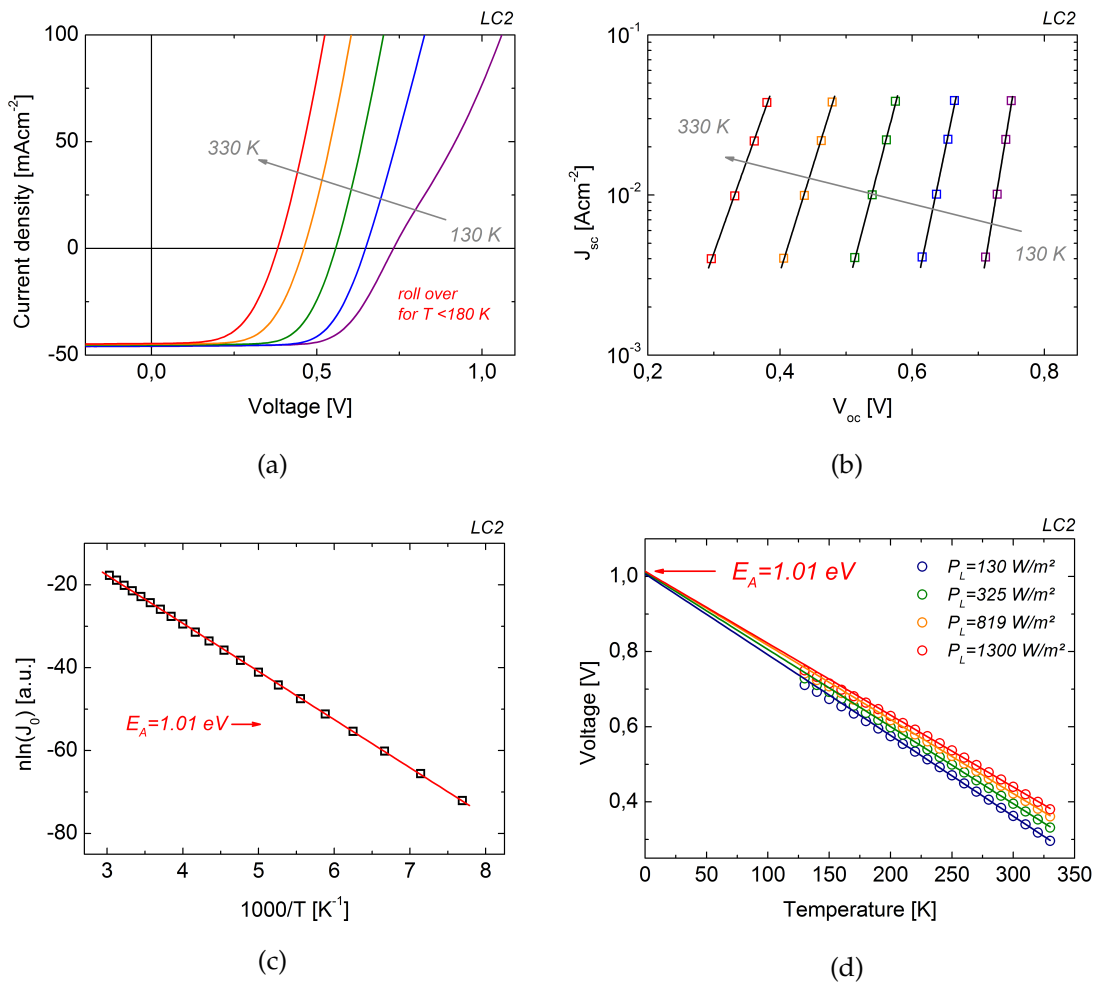 LC2
100
50
0
-50
Current density [mAcm⁻²]
330 K
130 K
roll over
for T <180 K
0,0
0,5
1,0
Voltage [V]
(a)
LC2
10⁻¹
10⁻²
10⁻³
J_sc [Acm⁻²]
330 K
130 K
0,2
0,4
0,6
0,8
V_oc [V]
(b)
LC2
-20
-40
-60
-80
nln(J_0) [a.u.]
E_A=1.01 eV
3
4
5
6
7
8
1000/T [K⁻¹]
(c)
LC2
1,0
0,8
0,6
0,4
Voltage [V]
E_A=1.01 eV
P_L=130 W/m²
P_L=325 W/m²
P_L=819 W/m²
P_L=1300 W/m²
0
50
100
150
200
250
300
350
Temperature [K]
(d)